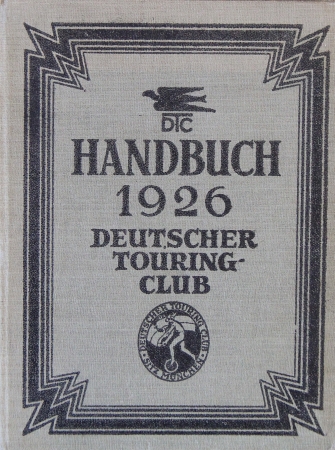 DTC
HANDBUCH
1926
DEUTSCHER
TOURING-
CLUB
DEUTSCHER TOURING CLUB
SITZ MÜNCHEN